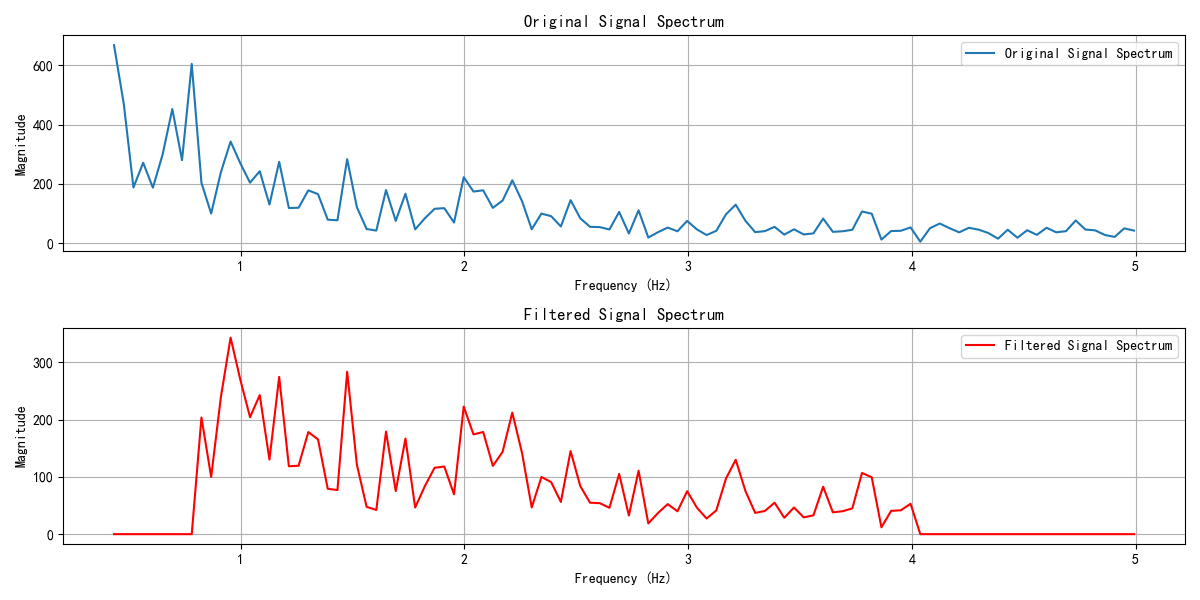 Original Signal Spectrum
Original Signal Spectrum
600
400
200
0
Magnitude
1 2 3 4 5
Frequency (Hz)
Filtered Signal Spectrum
Filtered Signal Spectrum
300
200
100
0
Magnitude
1 2 3 4 5
Frequency (Hz)